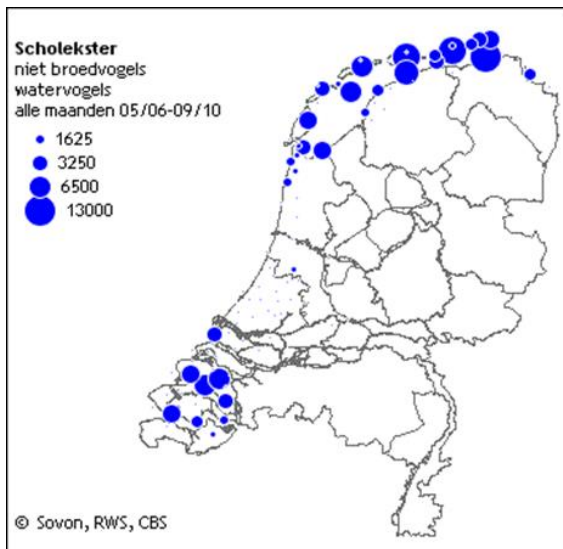 Scholekster
niet broedvogels
watervogels
alle maanden 05/06-09/10
1625
3250
6500
13000
© Sovon, RWS, CBS